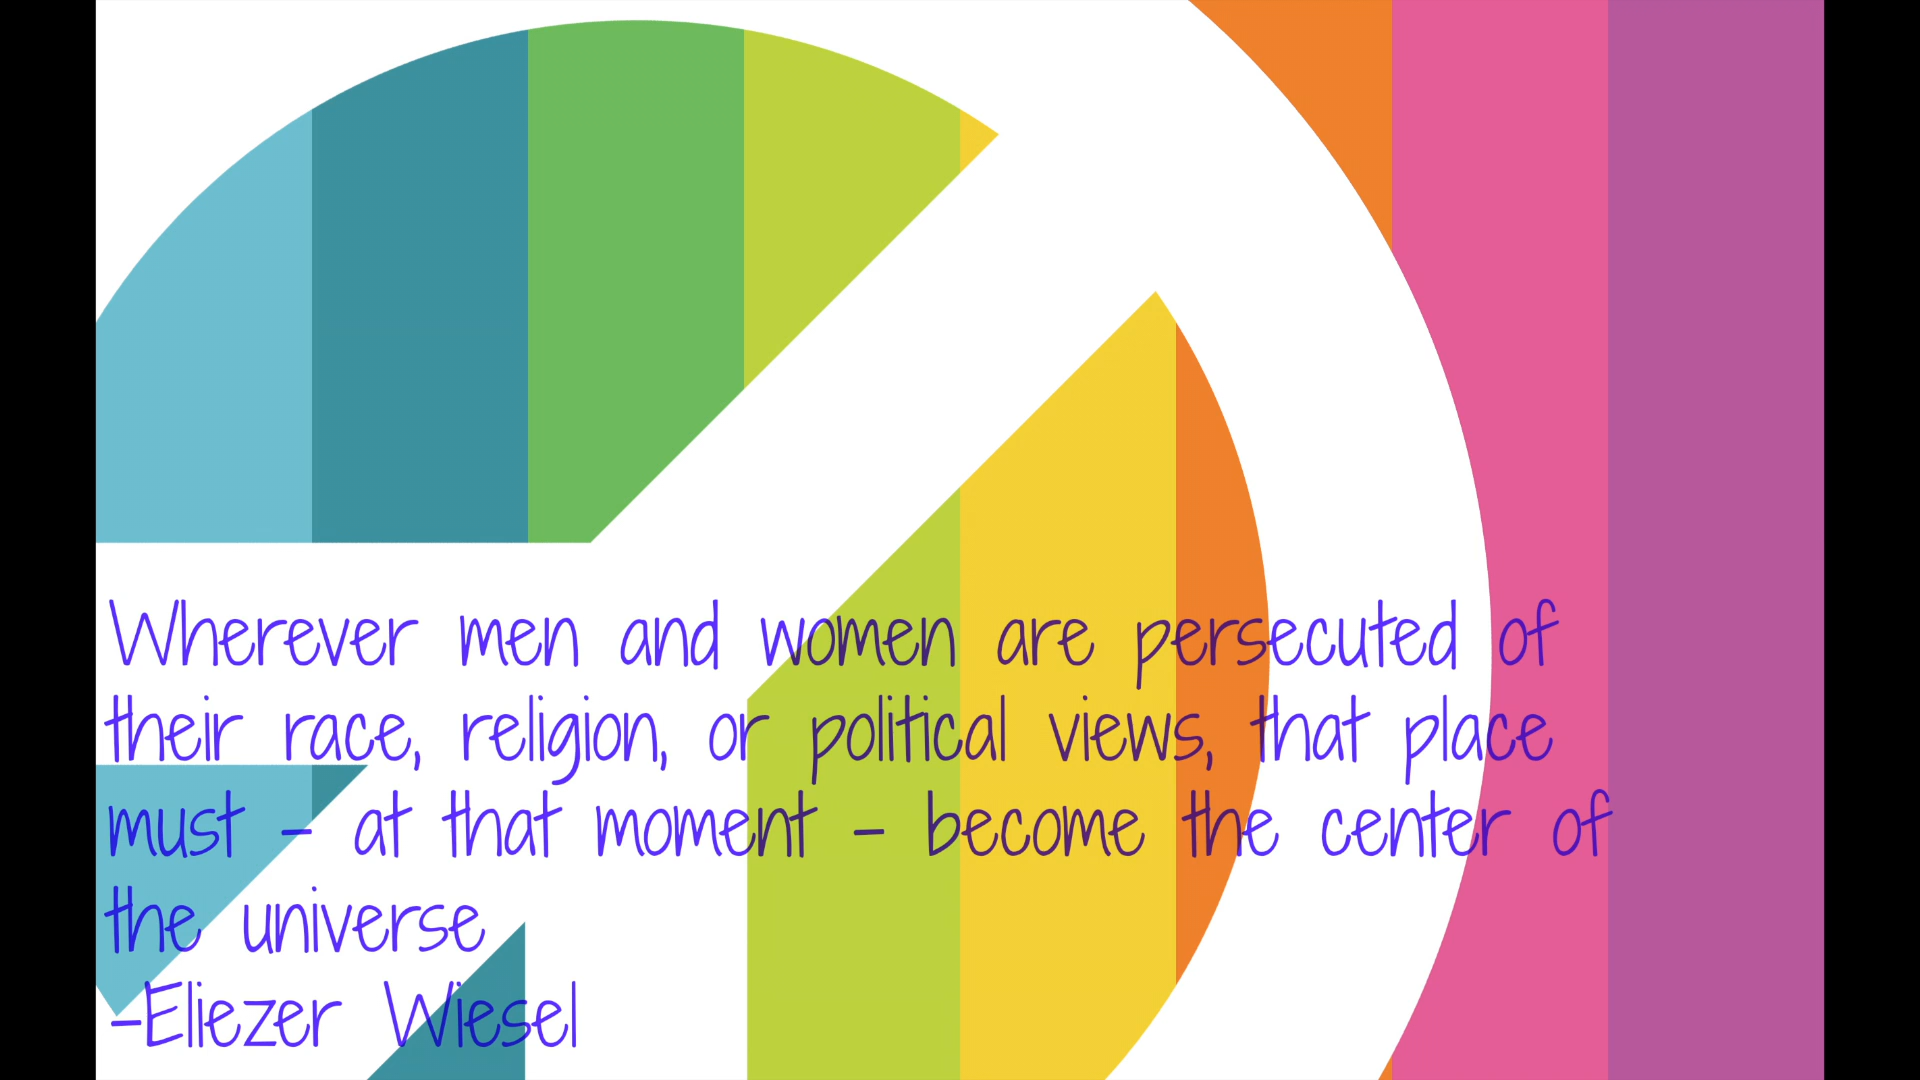 Wherever men and women are persecuted of
their race, religion, or political views, that place
must - at that moment - become the center of
the universe
-Eliezer Wiesel